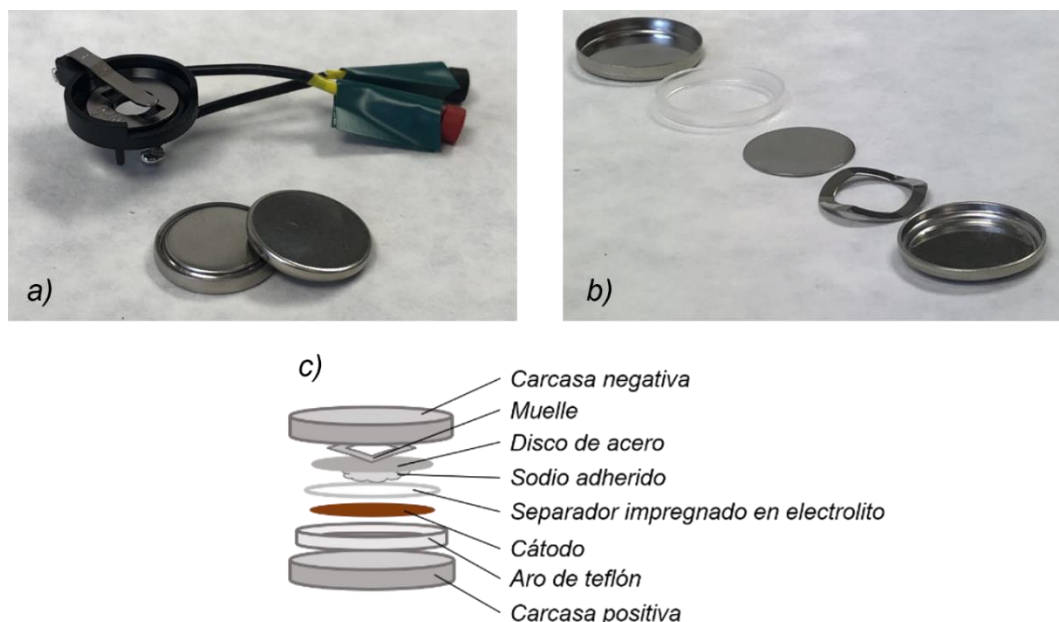 a)
b)
c)
Carcasa negativa
Muelle
Disco de acero
Sodio adherido
Separador impregnado en electrolito
Cátodo
Aro de teflón
Carcasa positiva